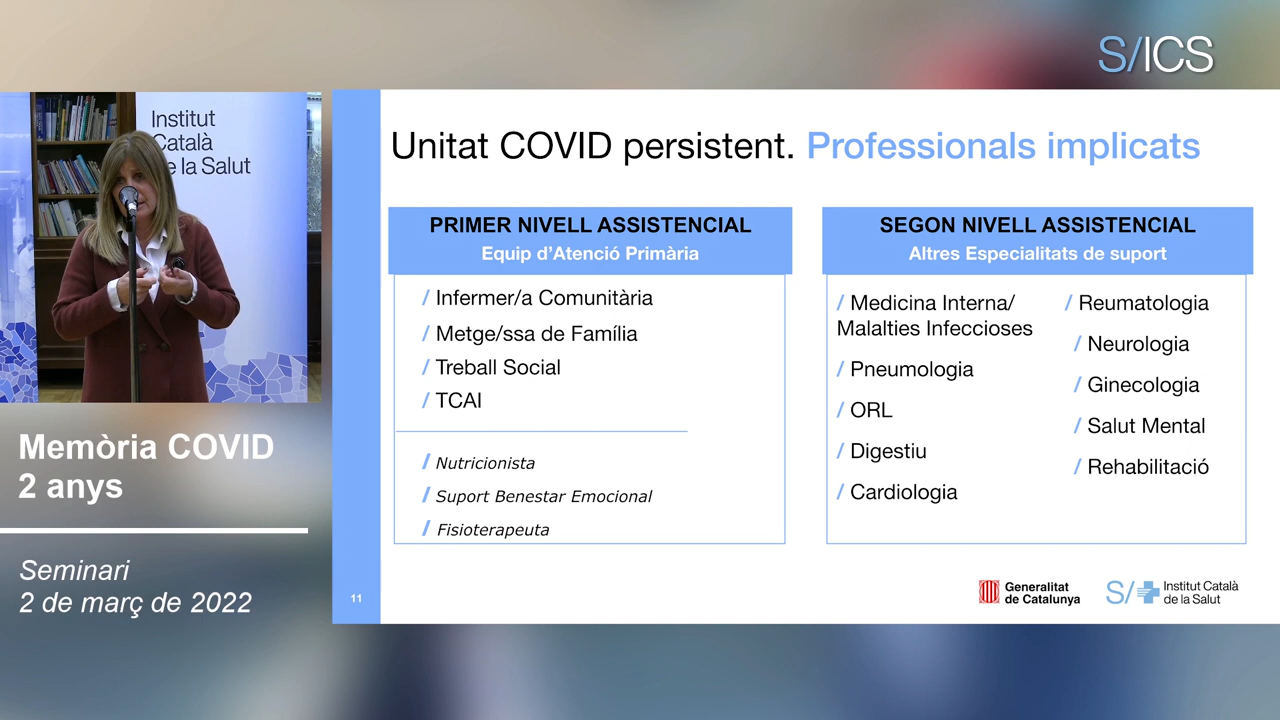 S/ICS
Institut
Català
de la Salut
Memòria COVID
2 anys
Seminari
2 de març de 2022
Unitat COVID persistent. Professionals implicats
PRIMER NIVELL ASSISTENCIAL
Equip d'Atenció Primària
/ Infermer/a Comunitària
/ Metge/ssa de Família
/ Treball Social
/ TCAI
/ Nutricionista
/ Suport Benestar Emocional
/ Fisioterapeuta
SEGON NIVELL ASSISTENCIAL
Altres Especialitats de suport
/ Medicina Interna/
Malalties Infeccioses
/ Pneumologia
/ ORL
/ Digestiu
/ Cardiologia
/ Reumatologia
/ Neurologia
/ Ginecologia
/ Salut Mental
/ Rehabilitació
11
Generalitat
de Catalunya
S/
Institut Català
de la Salut